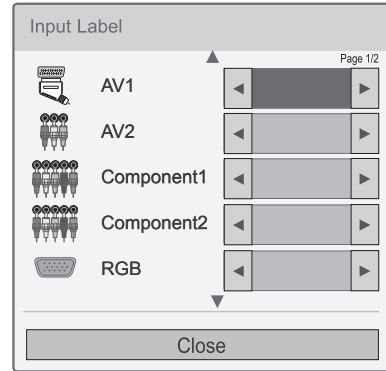 Input Label
Page 1/2
AV1
AV2
Component1
Component2
RGB
Close